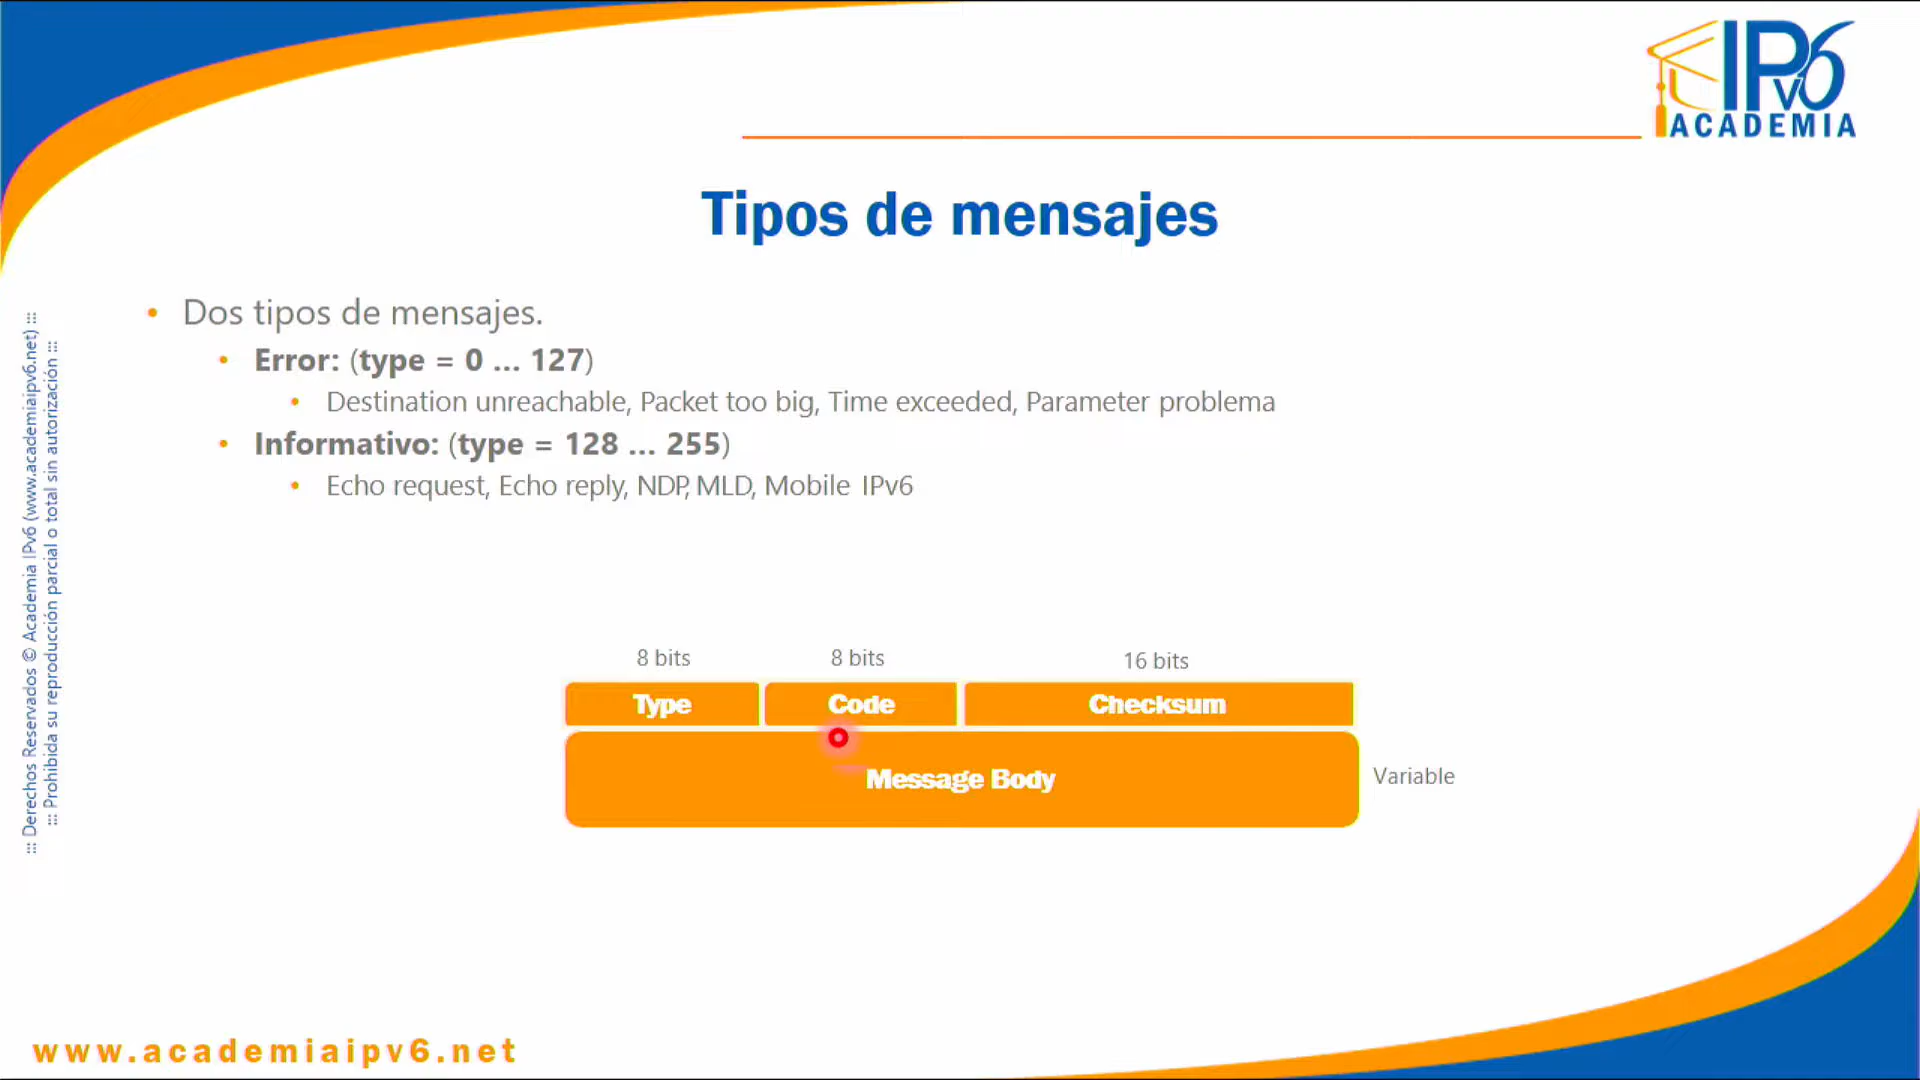 IPv6
ACADEMIA
Tipos de mensajes
• Dos tipos de mensajes.
• Error: (type = 0 ... 127)
• Destination unreachable, Packet too big, Time exceeded, Parameter problema
• Informativo: (type = 128 ... 255)
• Echo request, Echo reply, NDP, MLD, Mobile IPv6
8 bits 8 bits 16 bits
Type Code Checksum
Message Body Variable
::: Derechos Reservados © Academia IPv6 (www.academiaipv6.net) :::
::: Prohibida su reproducción parcial o total sin autorización :::
www.academiaipv6.net